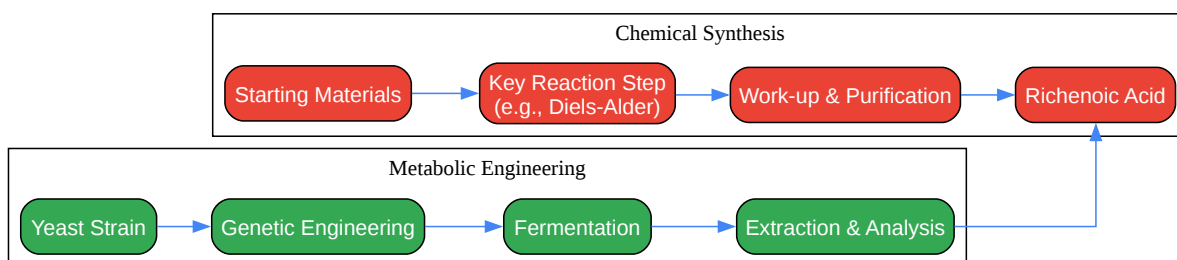 Chemical Synthesis
Starting Materials
Key Reaction Step
(e.g., Diels-Alder)
Work-up & Purification
Richenoic Acid
Metabolic Engineering
Yeast Strain
Genetic Engineering
Fermentation
Extraction & Analysis